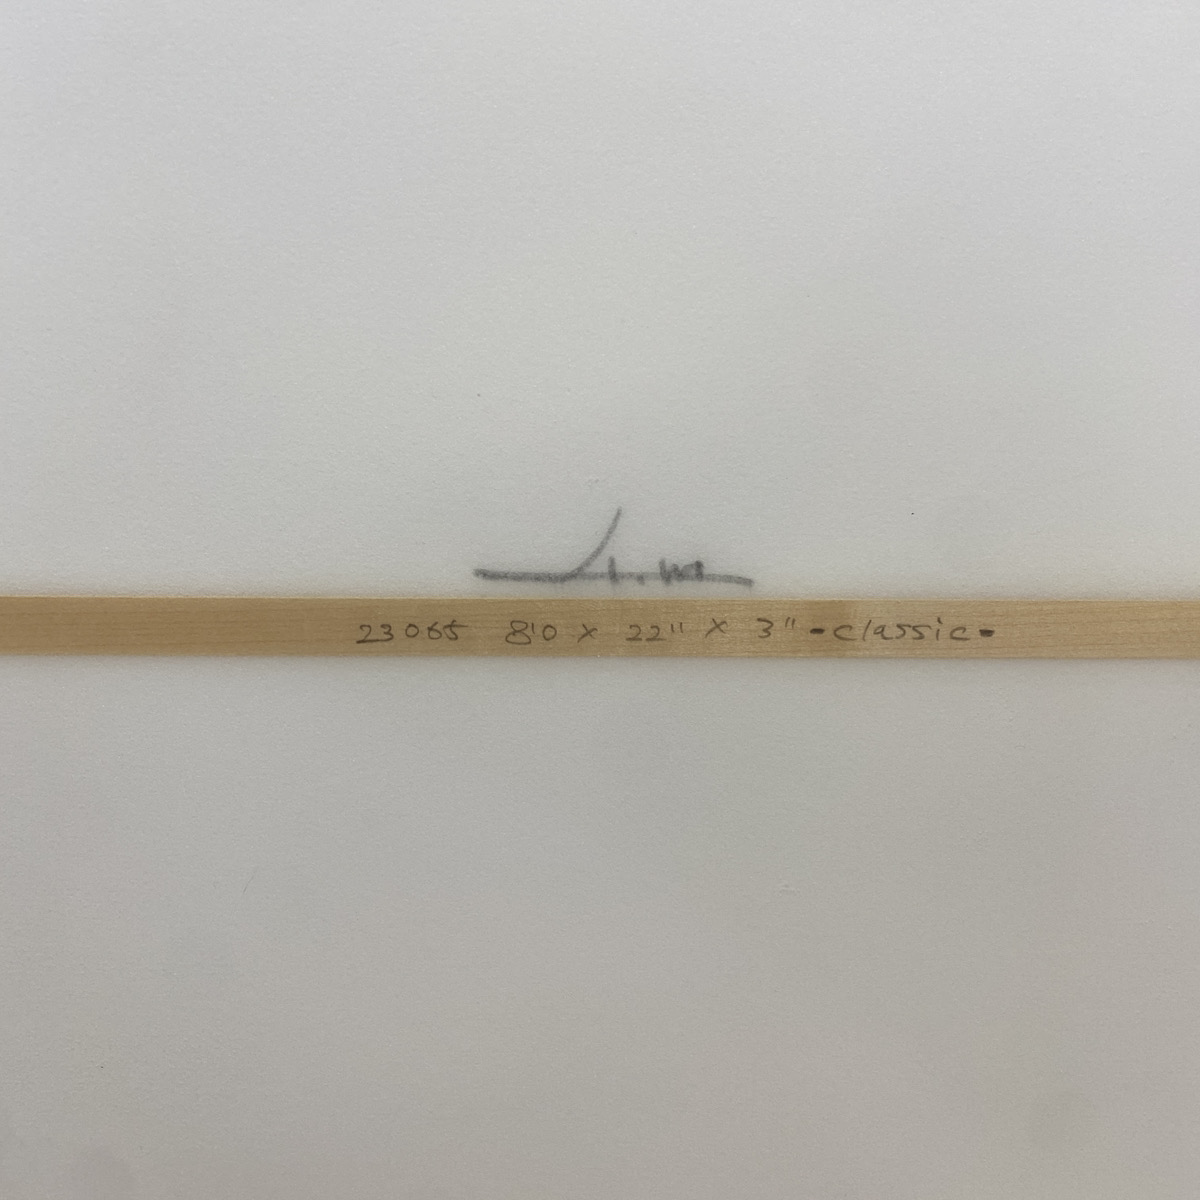 23065 8'0 x 22" x 3" -classic-